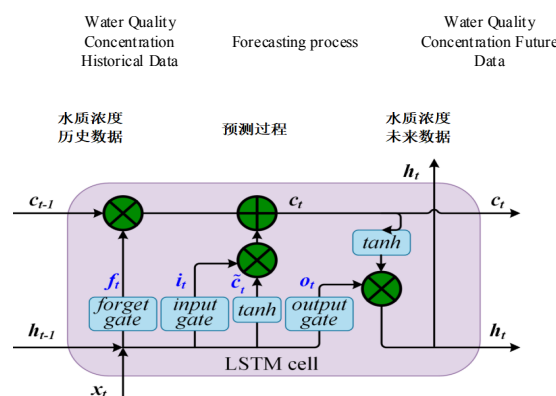 Water Quality
Concentration
Historical Data
Forecasting process
Water Quality
Concentration Future
Data
水质浓度
历史数据
预测过程
水质浓度
未来数据
h_t
c_{t-1}
c_t
c_t
tanh
f_t
i_t
c̃_t
o_t
forget
gate
input
gate
tanh
output
gate
h_{t-1}
h_t
LSTM cell
x_t